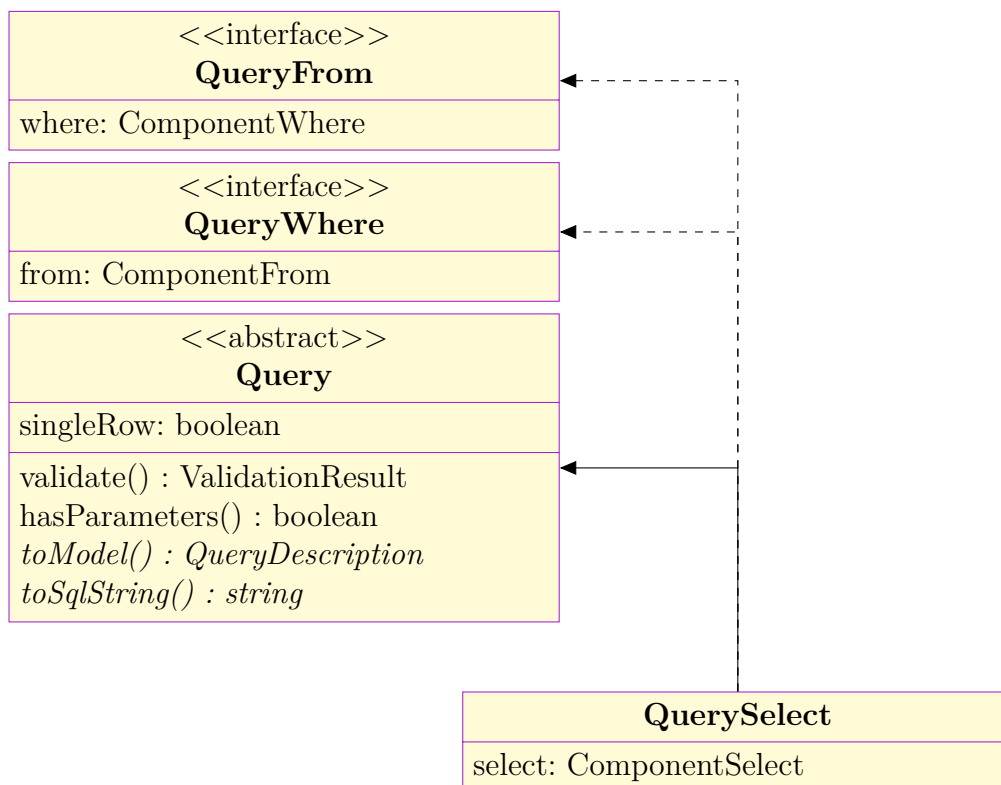 <<interface>>
QueryFrom
where: ComponentWhere
<<interface>>
QueryWhere
from: ComponentFrom
<<abstract>>
Query
singleRow: boolean
validate() : ValidationResult
hasParameters() : boolean
toModel() : QueryDescription
toSqlString() : string
QuerySelect
select: ComponentSelect